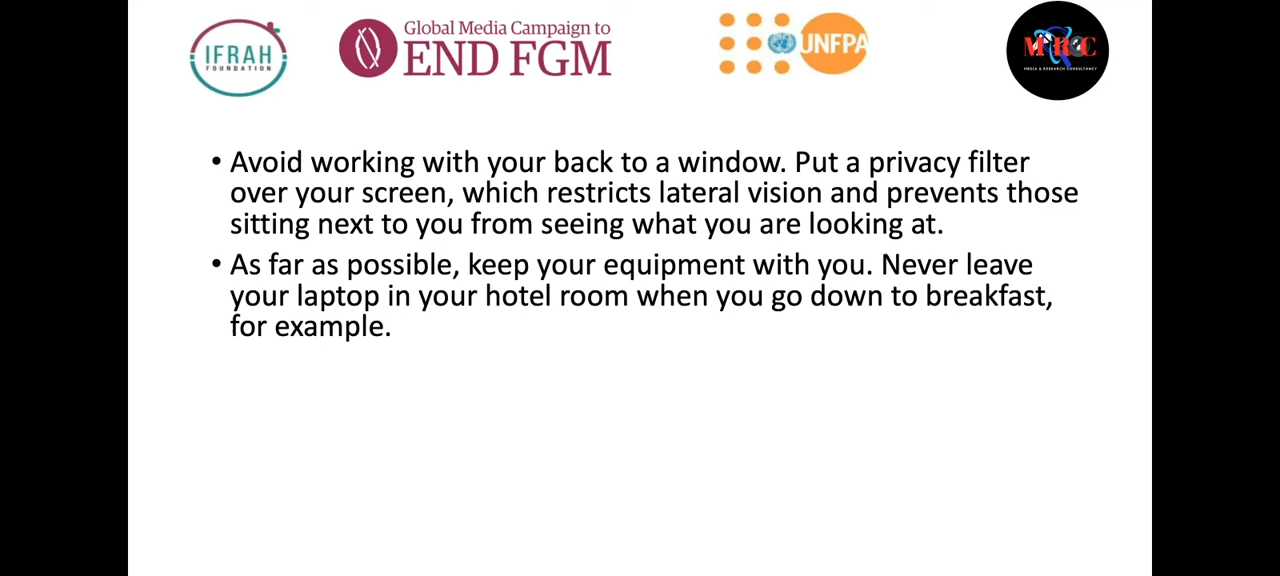 IFRAH
FOUNDATION
Global Media Campaign to
END FGM
UNFPA
MEDIA & RESEARCH CONSULTANCY
• Avoid working with your back to a window. Put a privacy filter
over your screen, which restricts lateral vision and prevents those
sitting next to you from seeing what you are looking at.
• As far as possible, keep your equipment with you. Never leave
your laptop in your hotel room when you go down to breakfast,
for example.